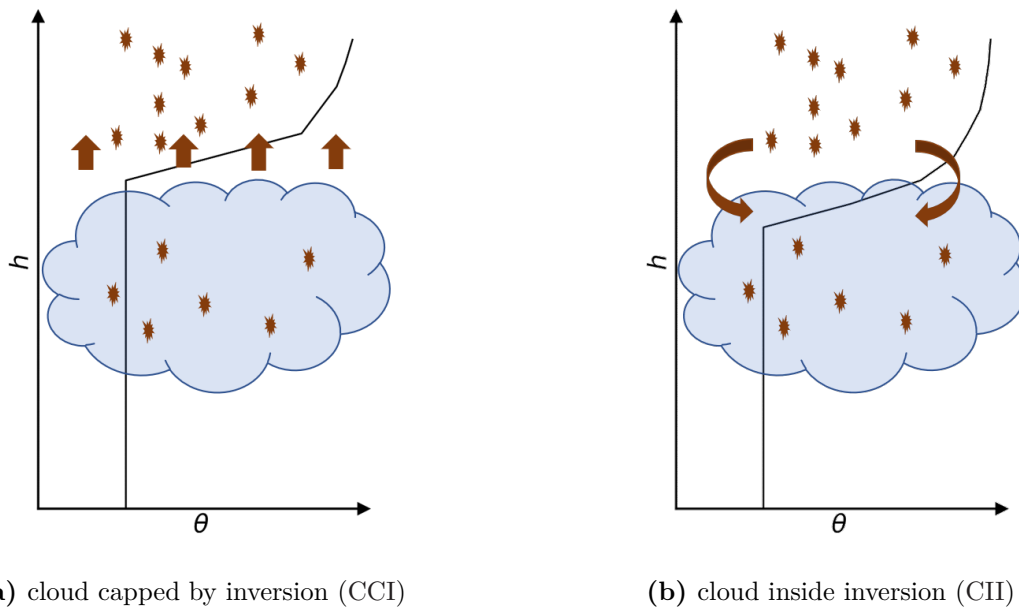 h
θ
h
θ
a) cloud capped by inversion (CCI)
(b) cloud inside inversion (CII)